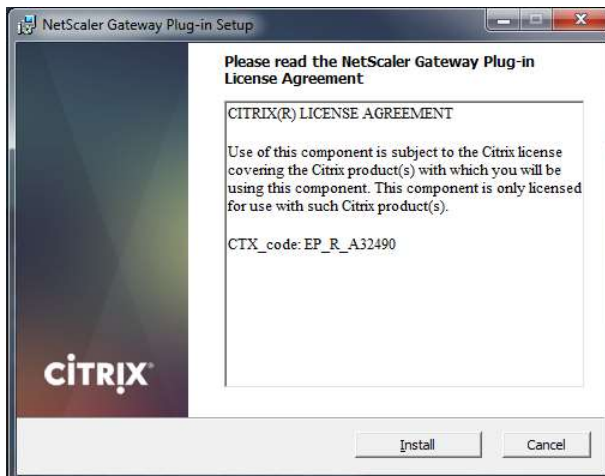 NetScaler Gateway Plug-in Setup
Please read the NetScaler Gateway Plug-in
License Agreement
CITRIX(R) LICENSE AGREEMENT
Use of this component is subject to the Citrix license
covering the Citrix product(s) with which you will be
using this component. This component is only licensed
for use with such Citrix product(s).
CTX_code: EP_R_A32490
CİTRIX
Install
Cancel